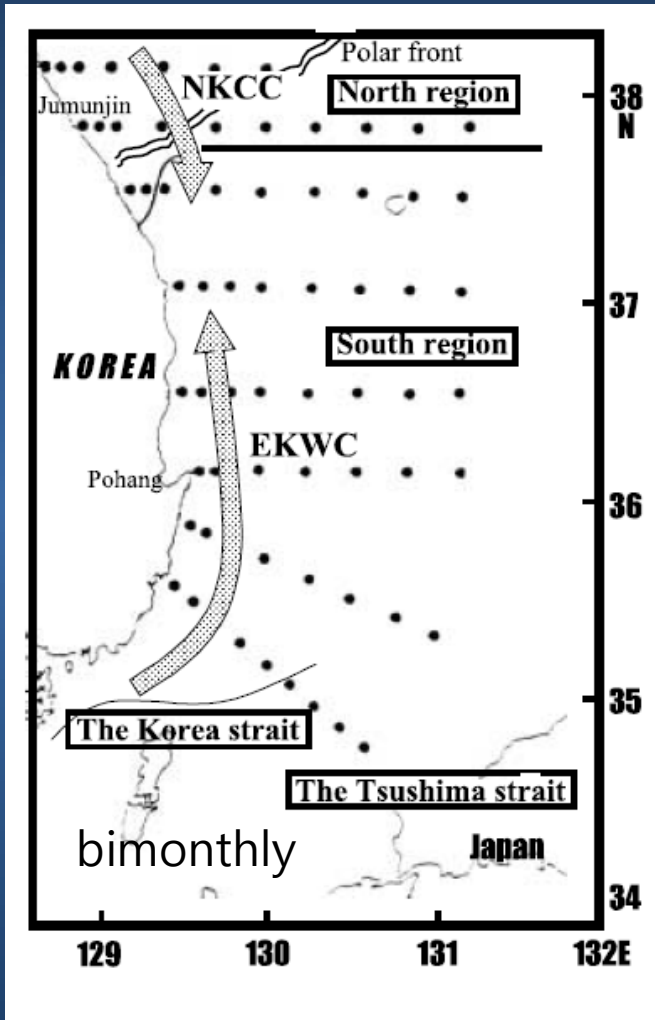 Polar front
NKCC
North region
38
N
Jumunjin
37
South region
KOREA
EKWC
Pohang
36
35
The Korea strait
The Tsushima strait
bimonthly
Japan
34
129
130
131
132E